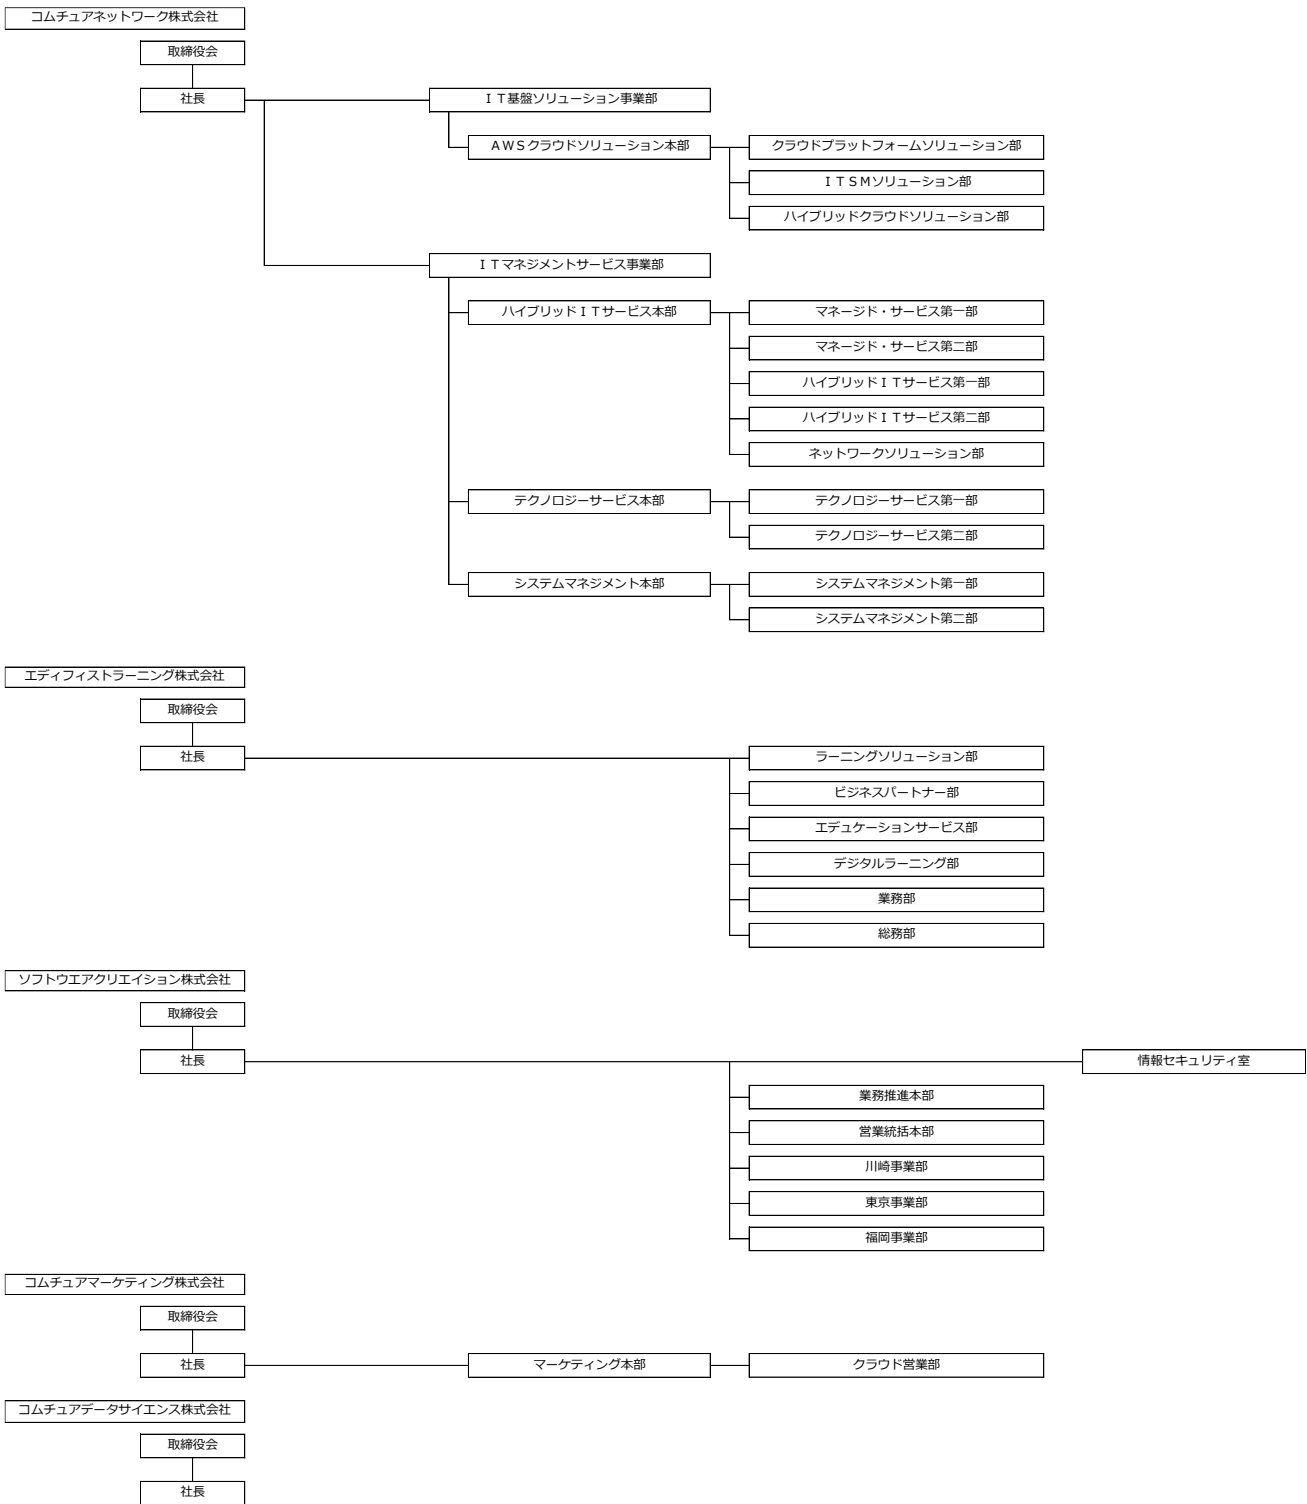 コムチュアネットワーク株式会社
取締役会
社長
ＩＴ基盤ソリューション事業部
ＡＷＳクラウドソリューション本部
クラウドプラットフォームソリューション部
ＩＴＳＭソリューション部
ハイブリッドクラウドソリューション部
ＩＴマネジメントサービス事業部
ハイブリッドＩＴサービス本部
マネージド・サービス第一部
マネージド・サービス第二部
ハイブリッドＩＴサービス第一部
ハイブリッドＩＴサービス第二部
ネットワークソリューション部
テクノロジーサービス本部
テクノロジーサービス第一部
テクノロジーサービス第二部
システムマネジメント本部
システムマネジメント第一部
システムマネジメント第二部
エディフィストラーニング株式会社
取締役会
社長
ラーニングソリューション部
ビジネスパートナー部
エデュケーションサービス部
デジタルラーニング部
業務部
総務部
ソフトウエアクリエイション株式会社
取締役会
社長
情報セキュリティ室
業務推進本部
営業統括本部
川崎事業部
東京事業部
福岡事業部
コムチュアマーケティング株式会社
取締役会
社長
マーケティング本部
クラウド営業部
コムチュアデータサイエンス株式会社
取締役会
社長